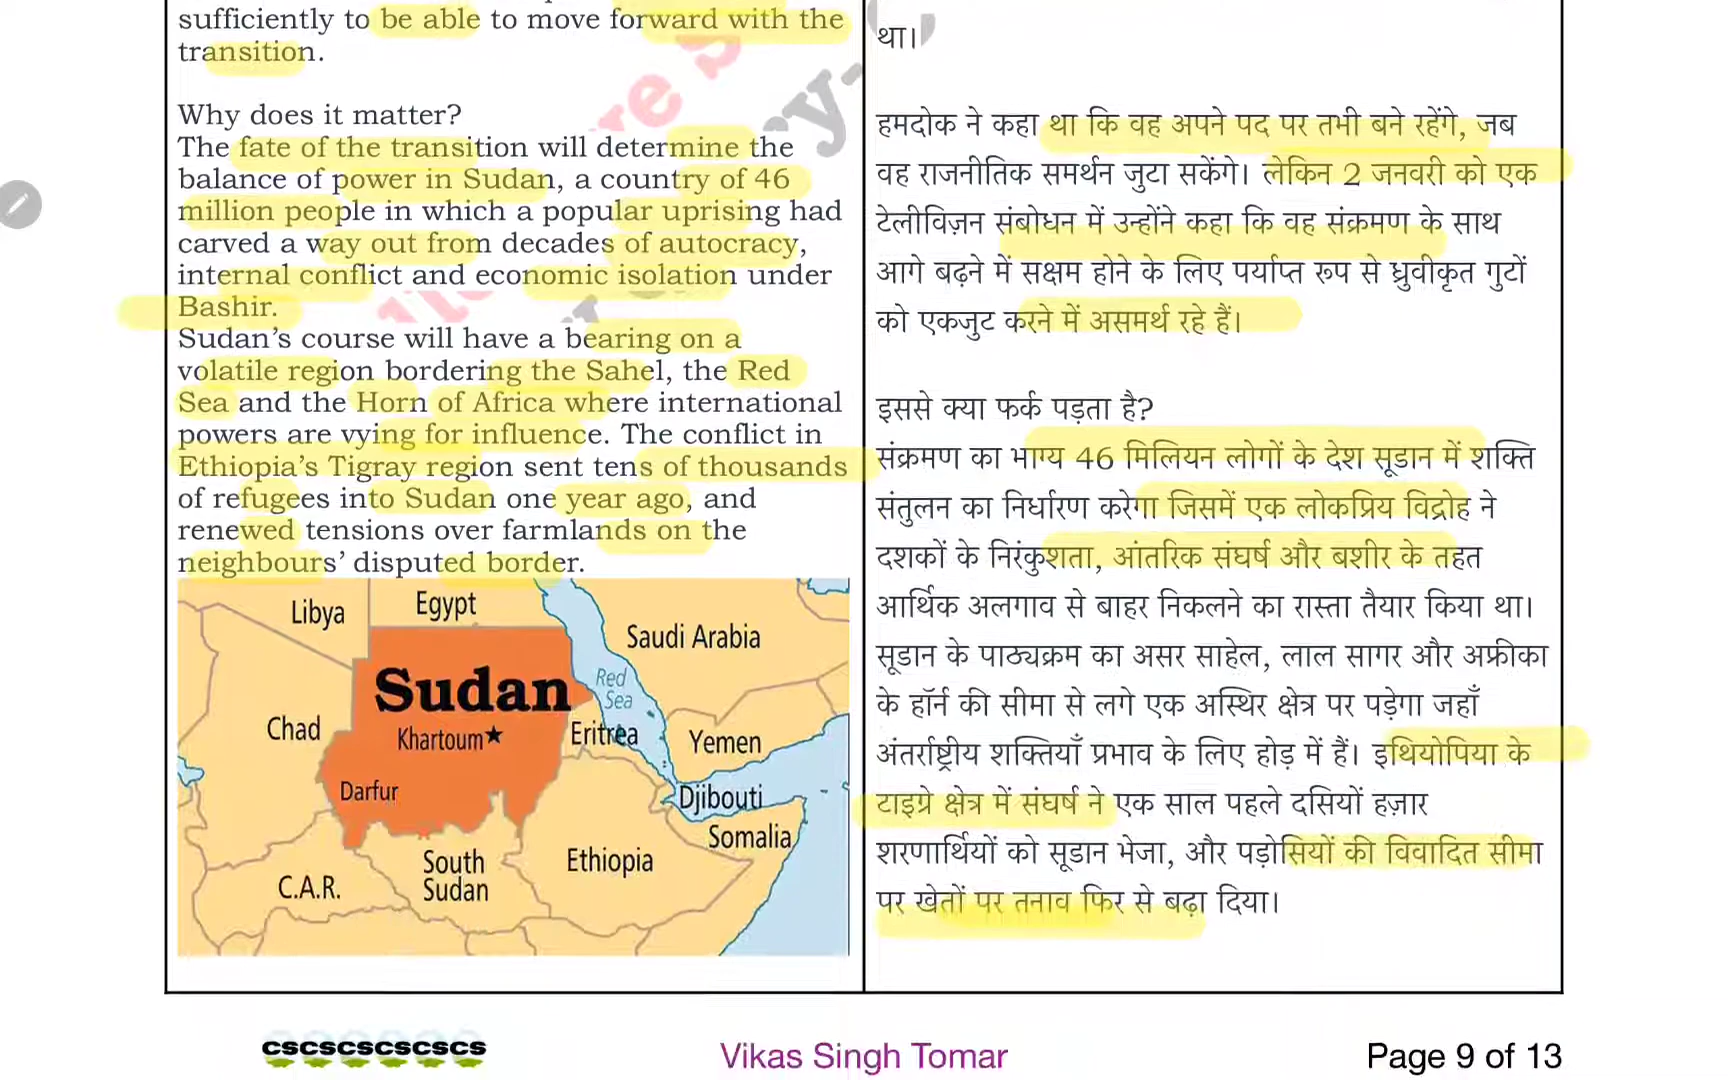 sufficiently to be able to move forward with the
transition.
Why does it matter?
The fate of the transition will determine the
balance of power in Sudan, a country of 46
million people in which a popular uprising had
carved a way out from decades of autocracy,
internal conflict and economic isolation under
Bashir.
Sudan’s course will have a bearing on a
volatile region bordering the Sahel, the Red
Sea and the Horn of Africa where international
powers are vying for influence. The conflict in
Ethiopia’s Tigray region sent tens of thousands
of refugees into Sudan one year ago, and
renewed tensions over farmlands on the
neighbours’ disputed border.
Libya
Egypt
Saudi Arabia
Sudan
Red
Sea
Chad
Khartoum
Eritrea
Yemen
Darfur
Djibouti
Somalia
South
Sudan
Ethiopia
C.A.R.
था।
हमदोक ने कहा था कि वह अपने पद पर तभी बने रहेंगे, जब
वह राजनीतिक समर्थन जुटा सकेंगे। लेकिन 2 जनवरी को एक
टेलीविज़न संबोधन में उन्होंने कहा कि वह संक्रमण के साथ
आगे बढ़ने में सक्षम होने के लिए पर्याप्त रूप से ध्रुवीकृत गुटों
को एकजुट करने में असमर्थ रहे हैं।
इससे क्या फर्क पड़ता है?
संक्रमण का भाग्य 46 मिलियन लोगों के देश सूडान में शक्ति
संतुलन का निर्धारण करेगा जिसमें एक लोकप्रिय विद्रोह ने
दशकों के निरंकुशता, आंतरिक संघर्ष और बशीर के तहत
आर्थिक अलगाव से बाहर निकलने का रास्ता तैयार किया था।
सूडान के पाठ्यक्रम का असर साहेल, लाल सागर और अफ्रीका
के हॉर्न की सीमा से लगे एक अस्थिर क्षेत्र पर पड़ेगा जहाँ
अंतर्राष्ट्रीय शक्तियाँ प्रभाव के लिए होड़ में हैं। इथियोपिया के
टाइग्रे क्षेत्र में संघर्ष ने एक साल पहले दसियों हज़ार
शरणार्थियों को सूडान भेजा, और पड़ोसियों की विवादित सीमा
पर खेतों पर तनाव फिर से बढ़ा दिया।
cscscscscscs
Vikas Singh Tomar
Page 9 of 13